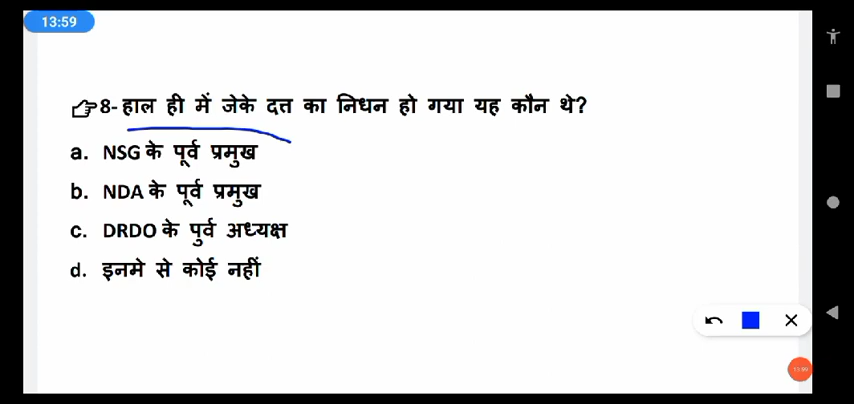 13:59
👉8- हाल ही में जेके दत्त का निधन हो गया यह कौन थे?
a. NSG के पूर्व प्रमुख
b. NDA के पूर्व प्रमुख
c. DRDO के पुर्व अध्यक्ष
d. इनमे से कोई नहीं